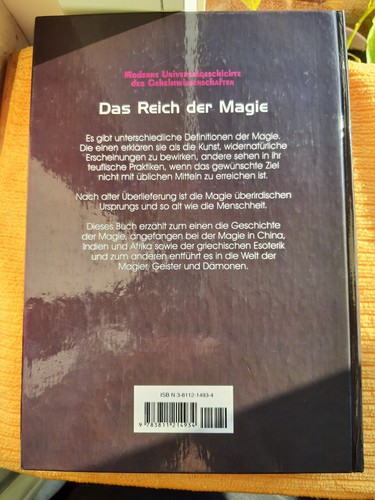 Moderne Universalgeschichte
der Geheimwissenschaften
Das Reich der Magie
Es gibt unterschiedliche Definitionen der Magie.
Die einen erklären sie als die Kunst, widernatürliche
Erscheinungen zu bewirken, andere sehen in ihr
teuflische Praktiken, wenn das gewünschte Ziel
nicht mit üblichen Mitteln zu erreichen ist.
Nach alter Überlieferung ist die Magie überirdischen
Ursprungs und so alt wie die Menschheit.
Dieses Buch erzählt zum einen die Geschichte
der Magie, angefangen bei der Magie in China,
Indien und Afrika sowie der griechischen Esoterik
und zum anderen entführt es in die Welt der
Magier, Geister und Dämonen.
ISBN 3-8112-1493-4
9 783811 214934